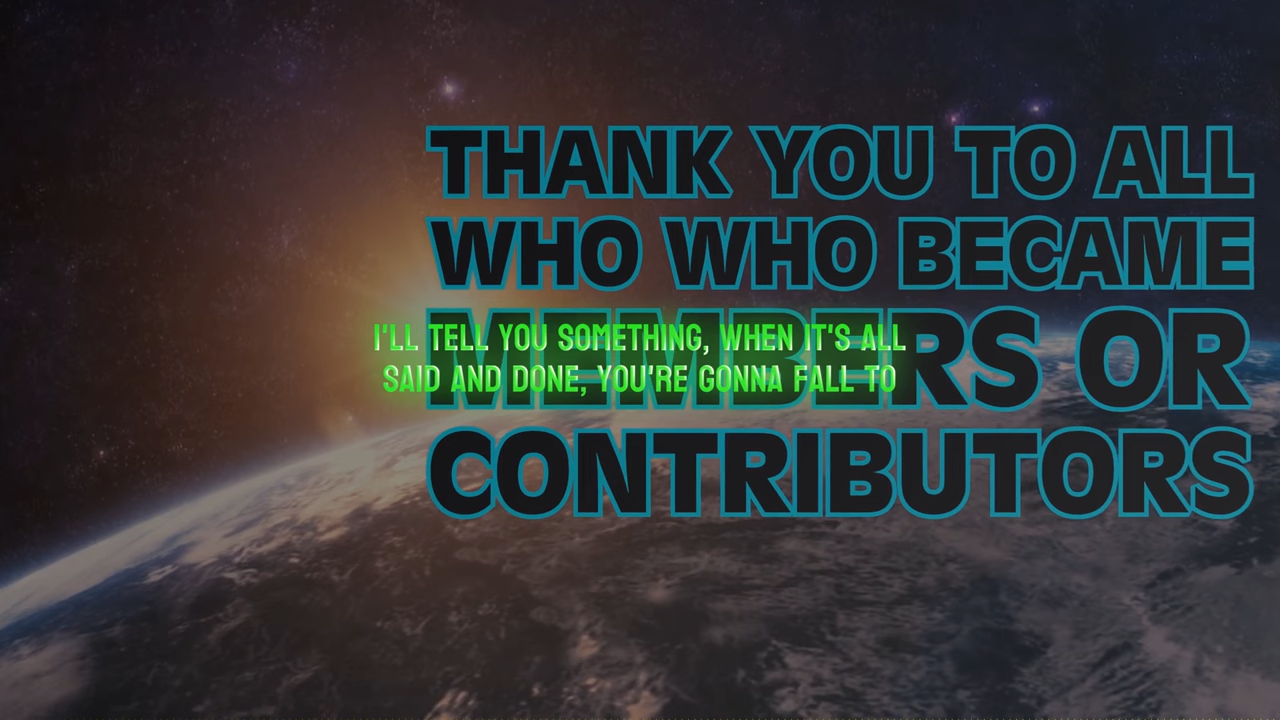 THANK YOU TO ALL
WHO WHO BECAME
MEMBERS OR
CONTRIBUTORS
I'LL TELL YOU SOMETHING, WHEN IT'S ALL
SAID AND DONE, YOU'RE GONNA FALL TO